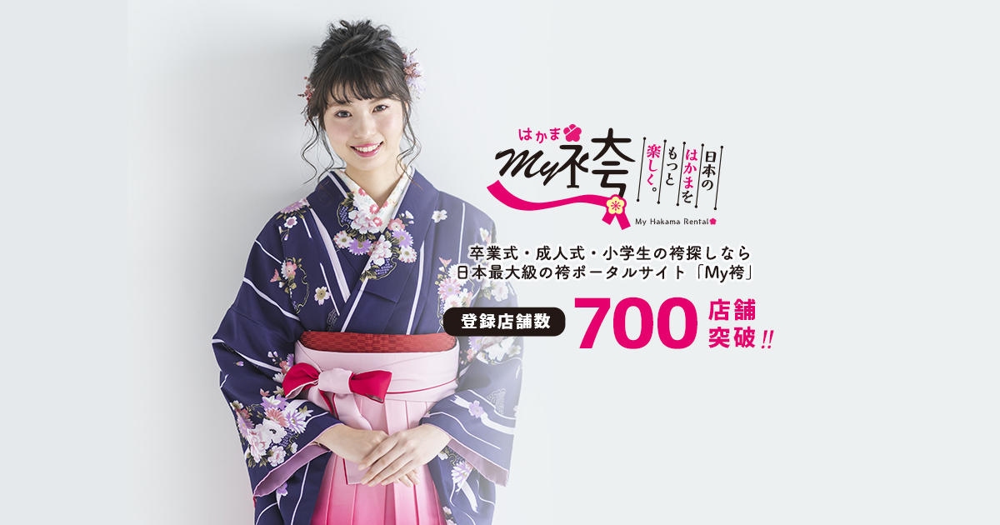 はかま
My袴
日本の
はかまを
もっと
楽しく。
My Hakama Rental
卒業式・成人式・小学生の袴探しなら
日本最大級の袴ポータルサイト「My袴」
登録店舗数
700
店舗
突破!!